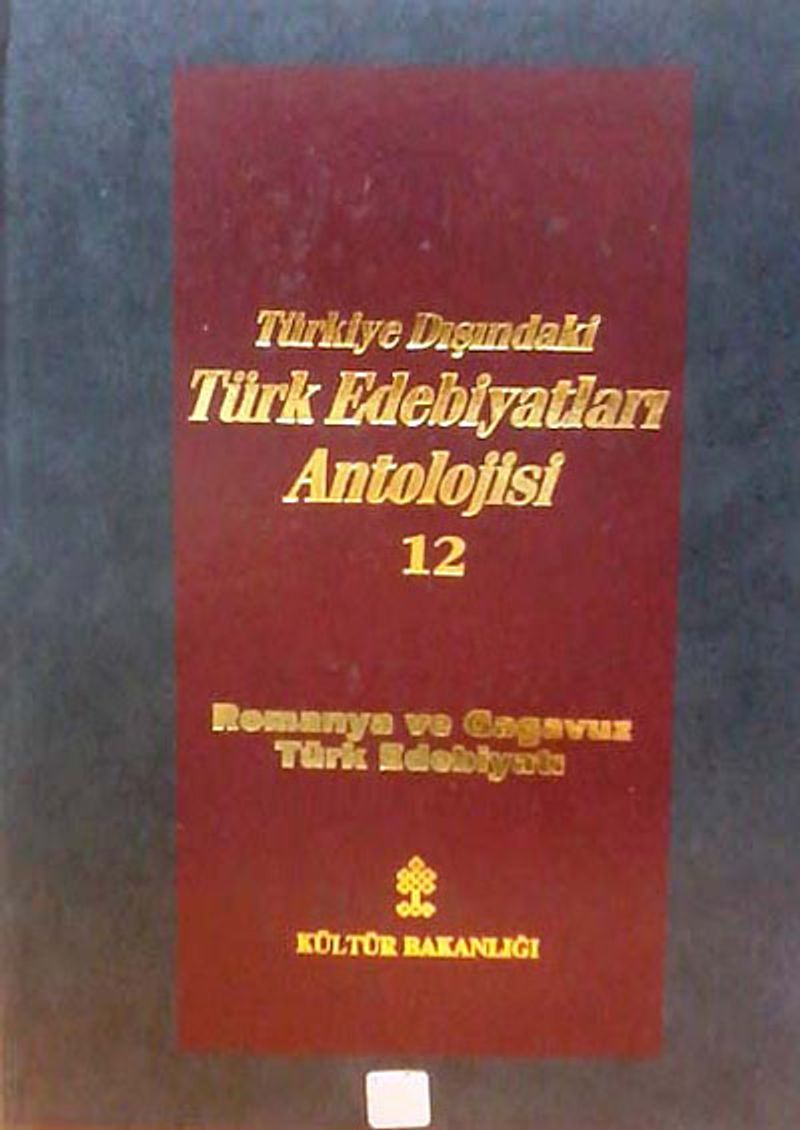 Türkiye Dışındaki
Türk Edebiyatları
Antolojisi
12
Romanya ve Gagavuz
Türk Edebiyatı
KÜLTÜR BAKANLIĞI